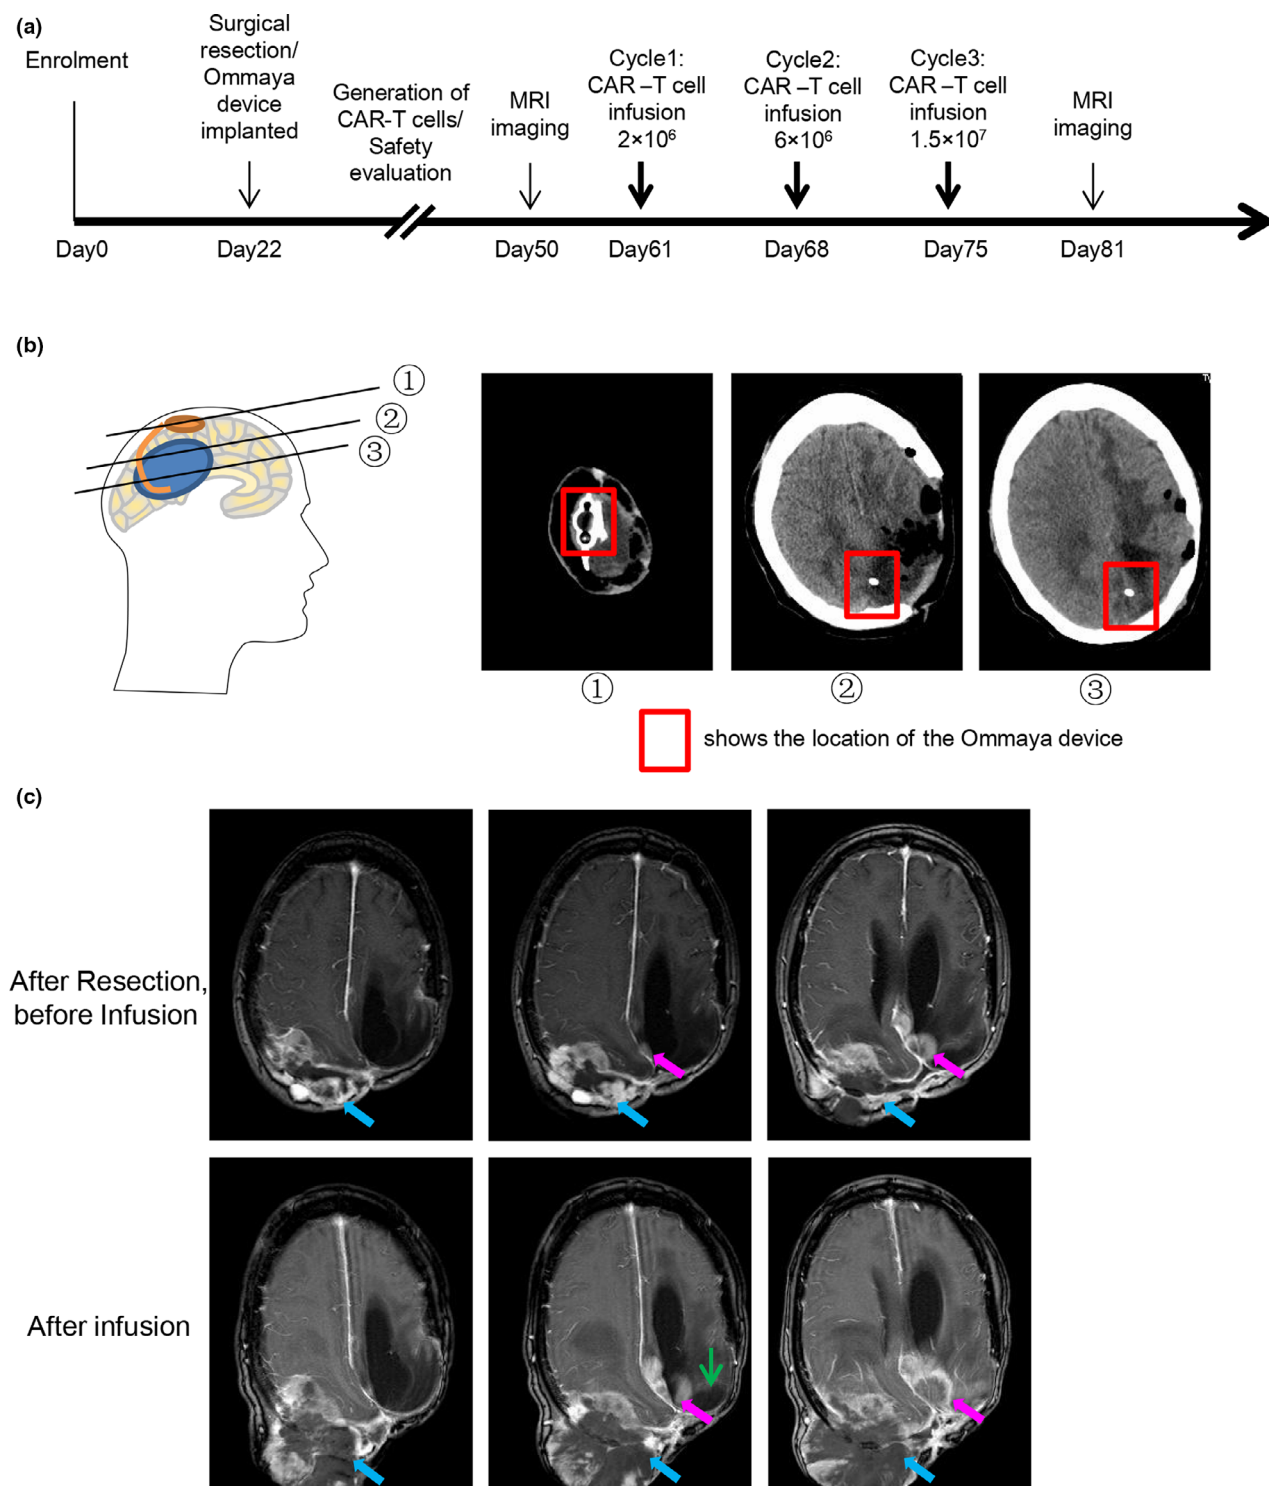 (a)
Enrolment
Surgical
resection/
Ommaya
device
implanted
Generation of
CAR-T cells/
Safety
evaluation
MRI
imaging
Cycle1:
CAR –T cell
infusion
2×10⁶
Cycle2:
CAR –T cell
infusion
6×10⁶
Cycle3:
CAR –T cell
infusion
1.5×10⁷
MRI
imaging
Day0
Day22
Day50
Day61
Day68
Day75
Day81
(b)
①
②
③
①
②
③
shows the location of the Ommaya device
(c)
After Resection,
before Infusion
After infusion